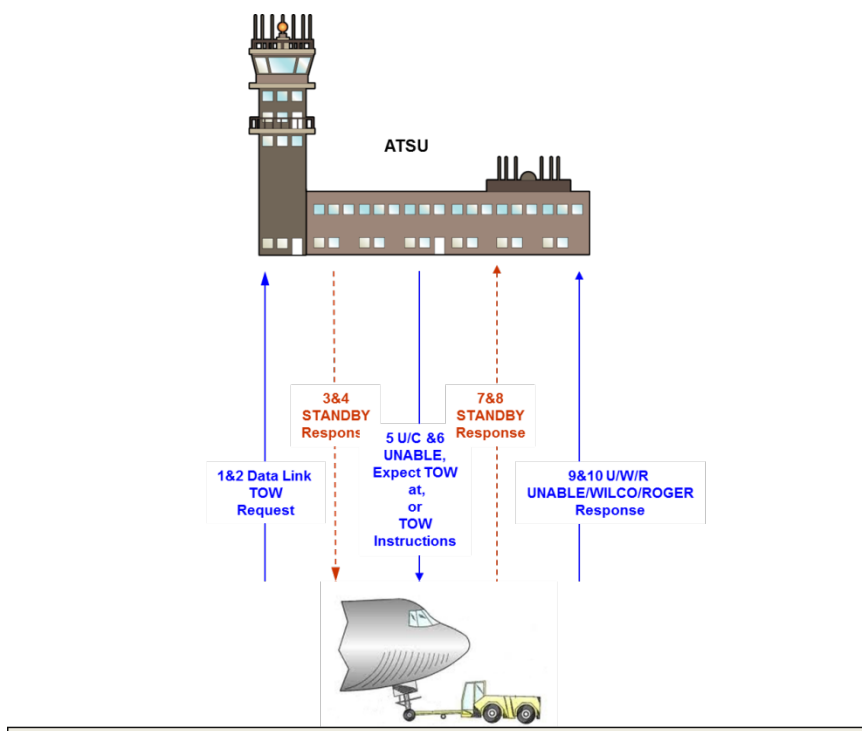 ATSU
3&4
STANDBY
Respons
7&8
STANDBY
Response
5 U/C &6
UNABLE,
Expect TOW
at,
or
TOW
Instructions
1&2 Data Link
TOW
Request
9&10 U/W/R
UNABLE/WILCO/ROGER
Response